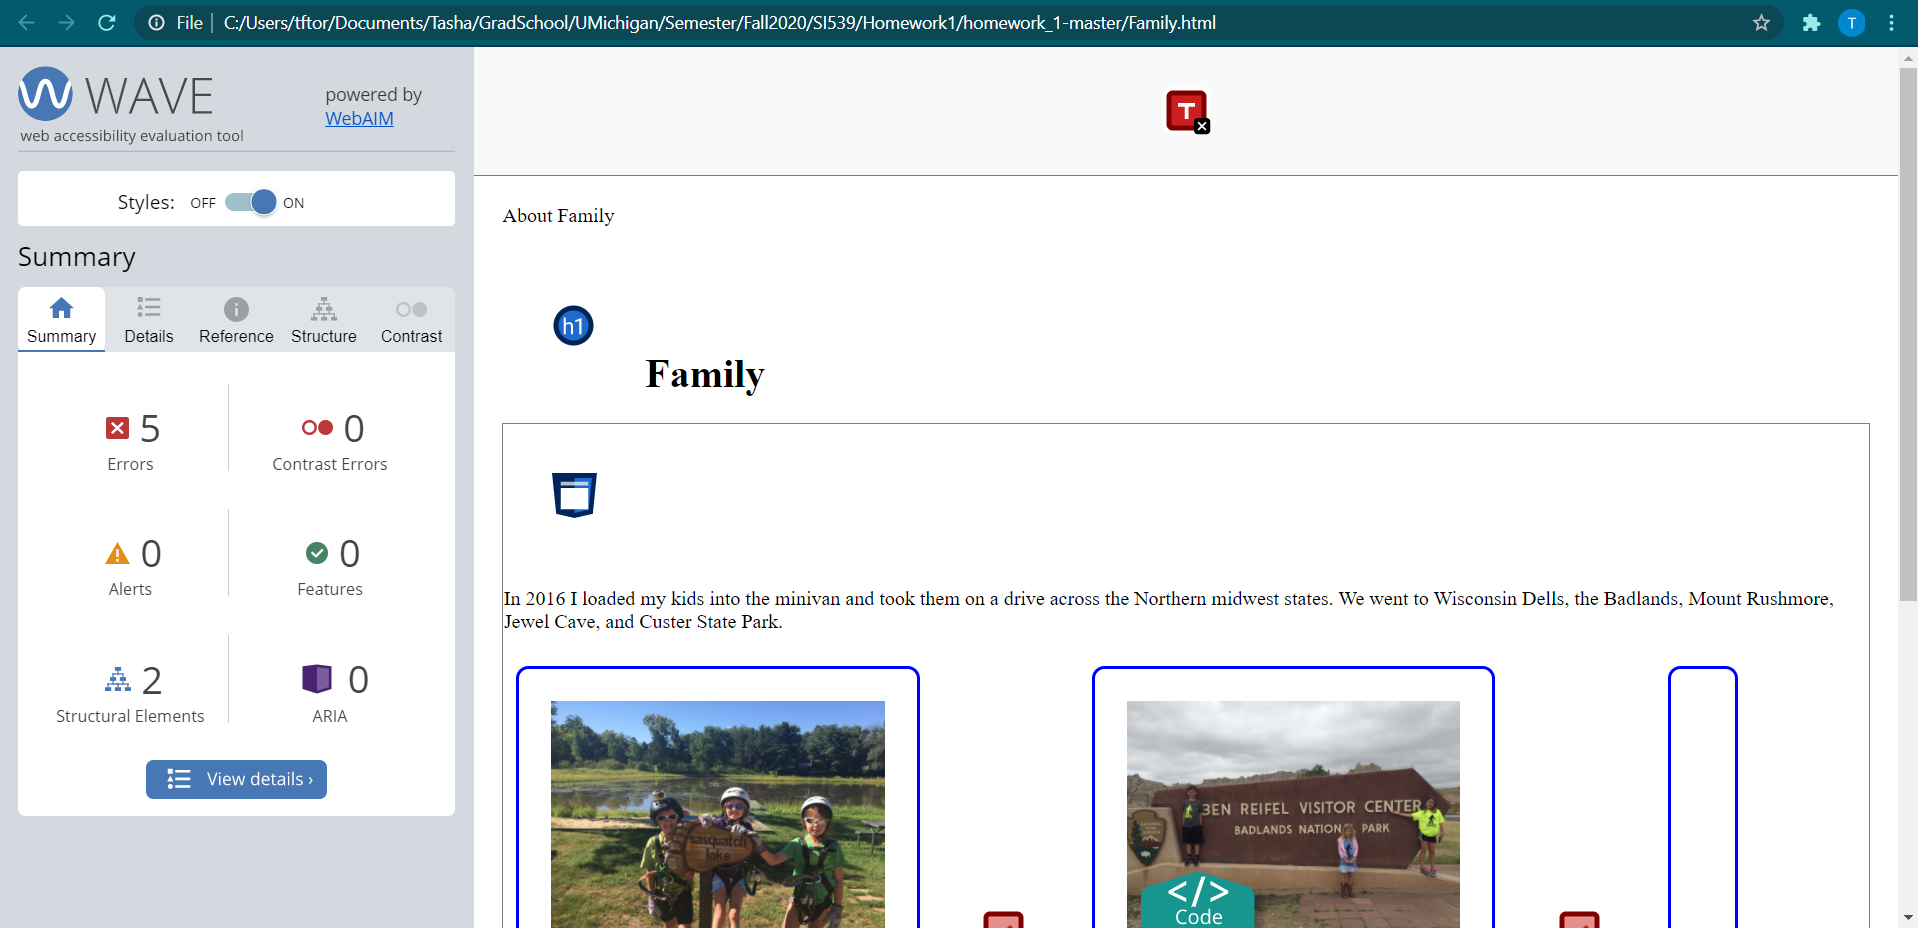 File
C:/Users/tftor/Documents/Tasha/GradSchool/UMichigan/Semester/Fall2020/SI539/Homework1/homework_1-master/Family.html
T
WAVE
web accessibility evaluation tool
powered by
WebAIM
Styles: OFF ON
Summary
Summary Details Reference Structure Contrast
5 Errors
0 Contrast Errors
0 Alerts
0 Features
2 Structural Elements
0 ARIA
View details ›
T
About Family
h1
Family
In 2016 I loaded my kids into the minivan and took them on a drive across the Northern midwest states. We went to Wisconsin Dells, the Badlands, Mount Rushmore,
Jewel Cave, and Custer State Park.
sasquatch
lake
BEN REIFEL VISITOR CENTER
BADLANDS NATIONAL PARK
</>
Code